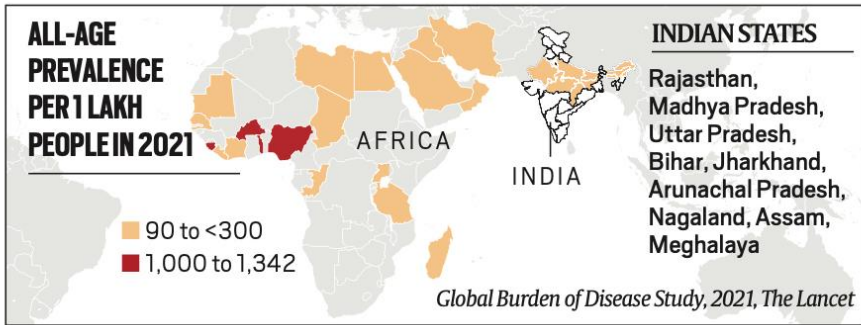 ALL-AGE
PREVALENCE
PER 1 LAKH
PEOPLE IN 2021
90 to <300
1,000 to 1,342
AFRICA
INDIA
INDIAN STATES
Rajasthan,
Madhya Pradesh,
Uttar Pradesh,
Bihar, Jharkhand,
Arunachal Pradesh,
Nagaland, Assam,
Meghalaya
Global Burden of Disease Study, 2021, The Lancet